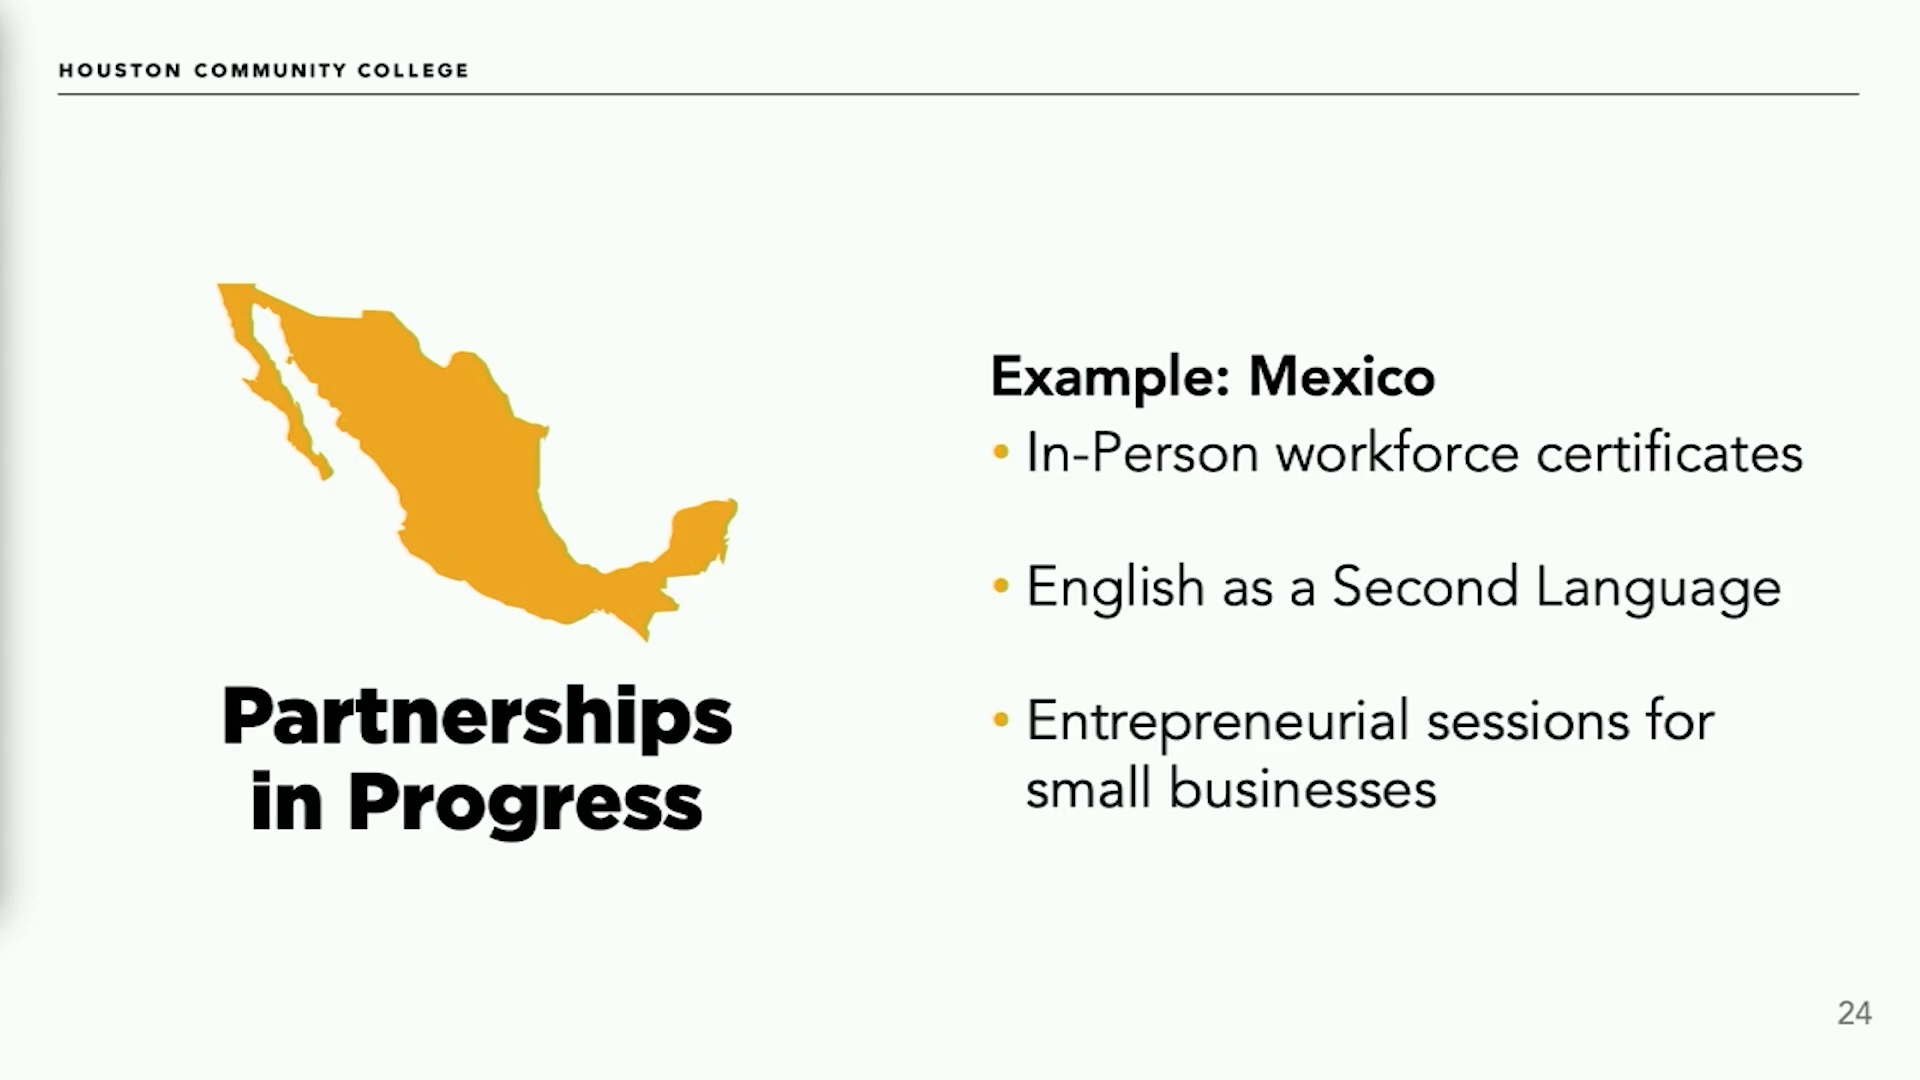 HOUSTON COMMUNITY COLLEGE
Partnerships
in Progress
Example: Mexico
• In-Person workforce certificates
• English as a Second Language
• Entrepreneurial sessions for
small businesses
24